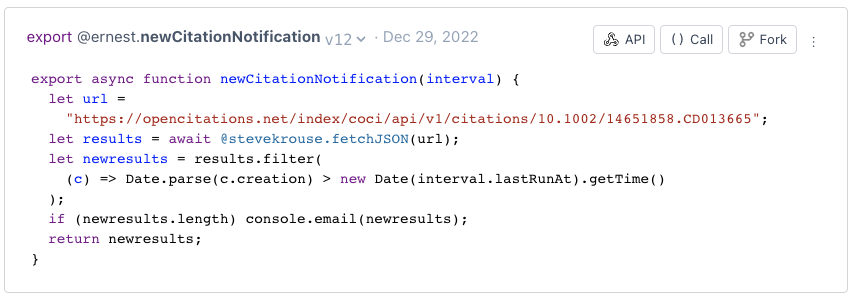 export @ernest.newCitationNotification v12 · Dec 29, 2022 API () Call Fork
export async function newCitationNotification(interval) {
  let url =
    "https://opencitations.net/index/coci/api/v1/citations/10.1002/14651858.CD013665";
  let results = await @stevekrouse.fetchJSON(url);
  let newresults = results.filter(
    (c) => Date.parse(c.creation) > new Date(interval.lastRunAt).getTime()
  );
  if (newresults.length) console.email(newresults);
  return newresults;
}